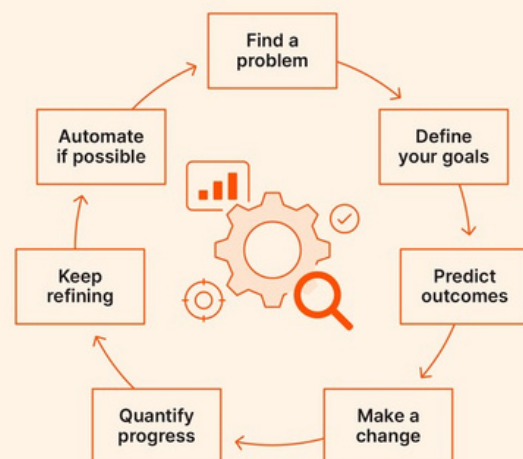 Find a
problem
Define
your goals
Predict
outcomes
Make a
change
Quantify
progress
Keep
refining
Automate
if possible